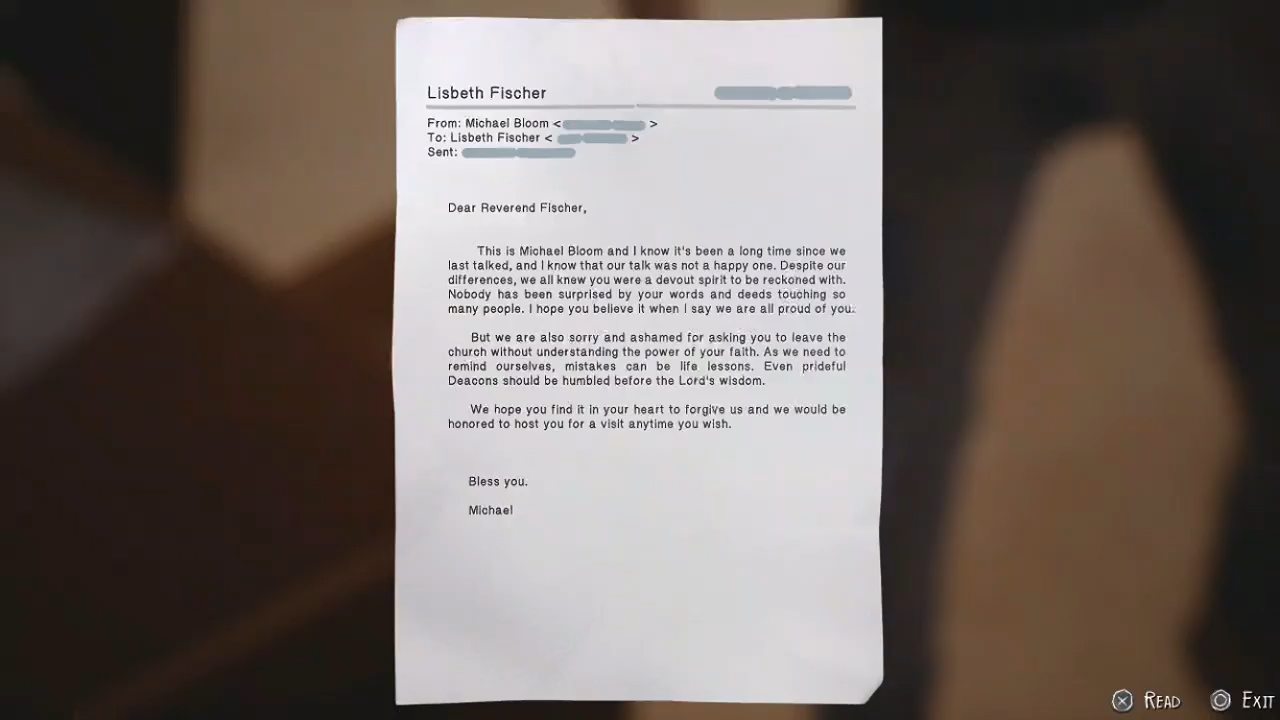 Lisbeth Fischer
From: Michael Bloom < >
To: Lisbeth Fischer < >
Sent:
Dear Reverend Fischer,
This is Michael Bloom and I know it's been a long time since we
last talked, and I know that our talk was not a happy one. Despite our
differences, we all knew you were a devout spirit to be reckoned with.
Nobody has been surprised by your words and deeds touching so
many people. I hope you believe it when I say we are all proud of you.
But we are also sorry and ashamed for asking you to leave the
church without understanding the power of your faith. As we need to
remind ourselves, mistakes can be life lessons. Even prideful
Deacons should be humbled before the Lord's wisdom.
We hope you find it in your heart to forgive us and we would be
honored to host you for a visit anytime you wish.
Bless you.
Michael
READ EXIT